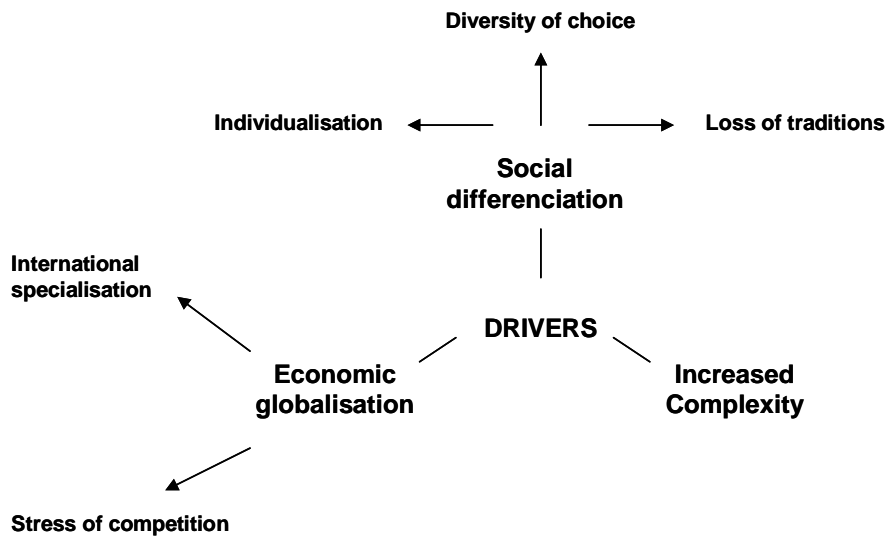 Diversity of choice
Individualisation
Loss of traditions
Social
differenciation
International
specialisation
DRIVERS
Economic
globalisation
Increased
Complexity
Stress of competition